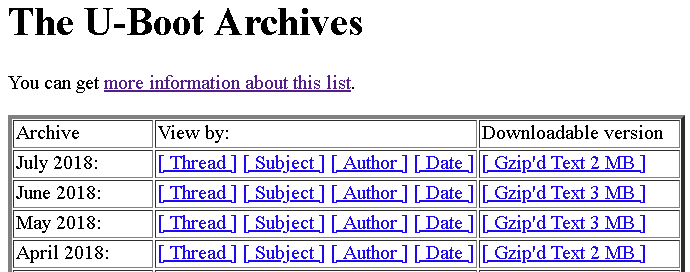 The U-Boot Archives
You can get more information about this list.
Archive View by: Downloadable version
July 2018: [ Thread ] [ Subject ] [ Author ] [ Date ] [ Gzip'd Text 2 MB ]
June 2018: [ Thread ] [ Subject ] [ Author ] [ Date ] [ Gzip'd Text 3 MB ]
May 2018: [ Thread ] [ Subject ] [ Author ] [ Date ] [ Gzip'd Text 3 MB ]
April 2018: [ Thread ] [ Subject ] [ Author ] [ Date ] [ Gzip'd Text 2 MB ]